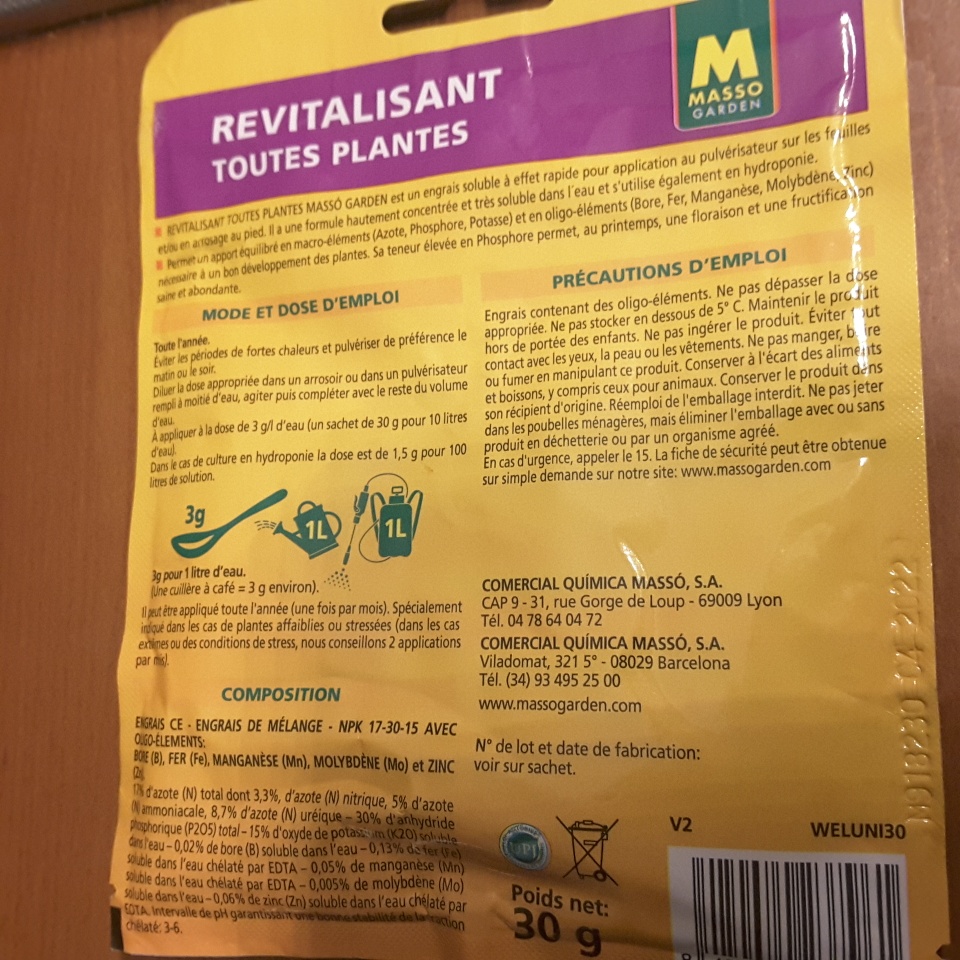 REVITALISANT
TOUTES PLANTES
M
MASSO
GARDEN
REVITALISANT TOUTES PLANTES MASSÓ GARDEN est un engrais soluble à effet rapide pour application au pulvérisateur sur les feuilles
et/ou en arrosage au pied. Il a une formule hautement concentrée et très soluble dans l'eau et s'utilise également en hydroponie.
Permet un apport équilibré en macro-éléments (Azote, Phosphore, Potasse) et en oligo-éléments (Bore, Fer, Manganèse, Molybdène, Zinc)
nécessaire à un bon développement des plantes. Sa teneur élevée en Phosphore permet, au printemps, une floraison et une fructification
saine et abondante.
MODE ET DOSE D'EMPLOI
Toute l'année.
Éviter les périodes de fortes chaleurs et pulvériser de préférence le
matin ou le soir.
Diluer la dose appropriée dans un arrosoir ou dans un pulvérisateur
rempli à moitié d'eau, agiter puis compléter avec le reste du volume
d'eau.
À appliquer à la dose de 3 g/l d'eau (un sachet de 30 g pour 10 litres
d'eau).
Dans le cas de culture en hydroponie la dose est de 1,5 g pour 100
litres de solution.
3g
1L
1L
3g pour 1 litre d'eau.
(Une cuillère à café = 3 g environ).
Il peut être appliqué toute l'année (une fois par mois). Spécialement
indiqué dans les cas de plantes affaiblies ou stressées (dans les cas
extrêmes ou des conditions de stress, nous conseillons 2 applications
par mis).
COMPOSITION
ENGRAIS CE - ENGRAIS DE MÉLANGE - NPK 17-30-15 AVEC
OLIGO-ÉLEMENTS:
BORE (B), FER (Fe), MANGANÈSE (Mn), MOLYBDÈNE (Mo) et ZINC
(Zn).
17% d'azote (N) total dont 3,3%, d'azote (N) nitrique, 5% d'azote
(N) ammoniacale, 8,7% d'azote (N) uréique – 30% d'anhydride
phosphorique (P2O5) total – 15% d'oxyde de potassium (K2O) soluble
dans l'eau – 0,02% de bore (B) soluble dans l'eau – 0,13% de fer (Fe)
soluble dans l'eau chélaté par EDTA – 0,05% de manganèse (Mn)
soluble dans l'eau chélaté par EDTA – 0,005% de molybdène (Mo)
soluble dans l'eau – 0,06% de zinc (Zn) soluble dans l'eau chélaté par
EDTA. Intervalle de pH garantissant une bonne stabilité de la fraction
chélaté: 3-6.
PRÉCAUTIONS D'EMPLOI
Engrais contenant des oligo-éléments. Ne pas dépasser la dose
appropriée. Ne pas stocker en dessous de 5° C. Maintenir le produit
hors de portée des enfants. Ne pas ingérer le produit. Éviter tout
contact avec les yeux, la peau ou les vêtements. Ne pas manger, boire
ou fumer en manipulant ce produit. Conserver à l'écart des aliments
et boissons, y compris ceux pour animaux. Conserver le produit dans
son récipient d'origine. Réemploi de l'emballage interdit. Ne pas jeter
dans les poubelles ménagères, mais éliminer l'emballage avec ou sans
produit en déchetterie ou par un organisme agréé.
En cas d'urgence, appeler le 15. La fiche de sécurité peut être obtenue
sur simple demande sur notre site: www.massogarden.com
COMERCIAL QUÍMICA MASSÓ, S.A.
CAP 9 - 31, rue Gorge de Loup - 69009 Lyon
Tél. 04 78 64 04 72
COMERCIAL QUÍMICA MASSÓ, S.A.
Viladomat, 321 5° - 08029 Barcelona
Tél. (34) 93 495 25 00
www.massogarden.com
N° de lot et date de fabrication:
voir sur sachet.
V2
WELUNI30
Poids net:
30 g